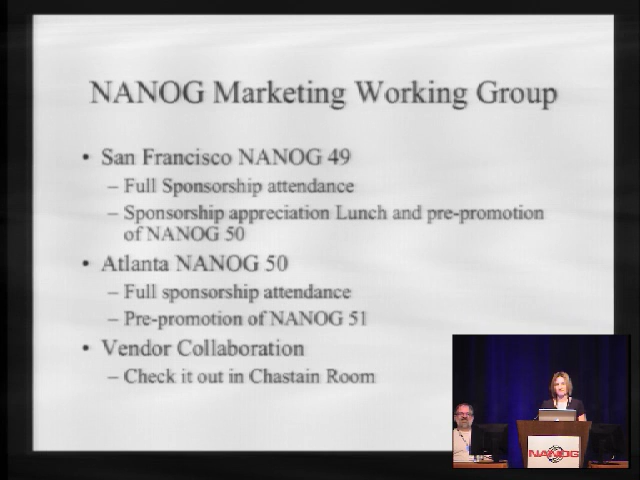 NANOG Marketing Working Group
• San Francisco NANOG 49
– Full Sponsorship attendance
– Sponsorship appreciation Lunch and pre-promotion
of NANOG 50
• Atlanta NANOG 50
– Full sponsorship attendance
– Pre-promotion of NANOG 51
• Vendor Collaboration
– Check it out in Chastain Room
NANOG